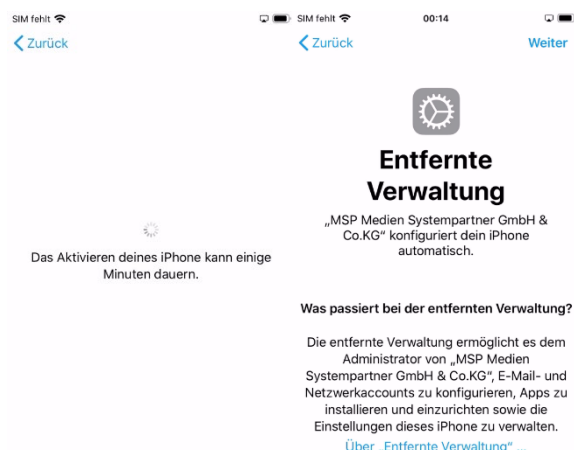 SIM fehlt
Zurück
Das Aktivieren deines iPhone kann einige
Minuten dauern.
SIM fehlt 00:14
Zurück Weiter
Entfernte
Verwaltung
„MSP Medien Systempartner GmbH &
Co.KG“ konfiguriert dein iPhone
automatisch.
Was passiert bei der entfernten Verwaltung?
Die entfernte Verwaltung ermöglicht es dem
Administrator von „MSP Medien
Systempartner GmbH & Co.KG“, E-Mail- und
Netzwerkaccounts zu konfigurieren, Apps zu
installieren und einzurichten sowie die
Einstellungen dieses iPhone zu verwalten.
Über „Entfernte Verwaltung“ ...